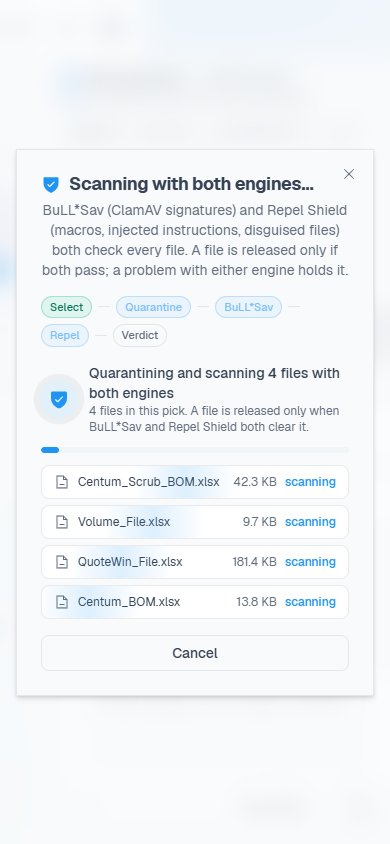 Scanning with both engines...
BuLL*Sav (ClamAV signatures) and Repel Shield
(macros, injected instructions, disguised files)
both check every file. A file is released only if
both pass; a problem with either engine holds it.
Select Quarantine BuLL*Sav
Repel Verdict
Quarantining and scanning 4 files with
both engines
4 files in this pick. A file is released only when
BuLL*Sav and Repel Shield both clear it.
Centum_Scrub_BOM.xlsx 42.3 KB scanning
Volume_File.xlsx 9.7 KB scanning
QuoteWin_File.xlsx 181.4 KB scanning
Centum_BOM.xlsx 13.8 KB scanning
Cancel